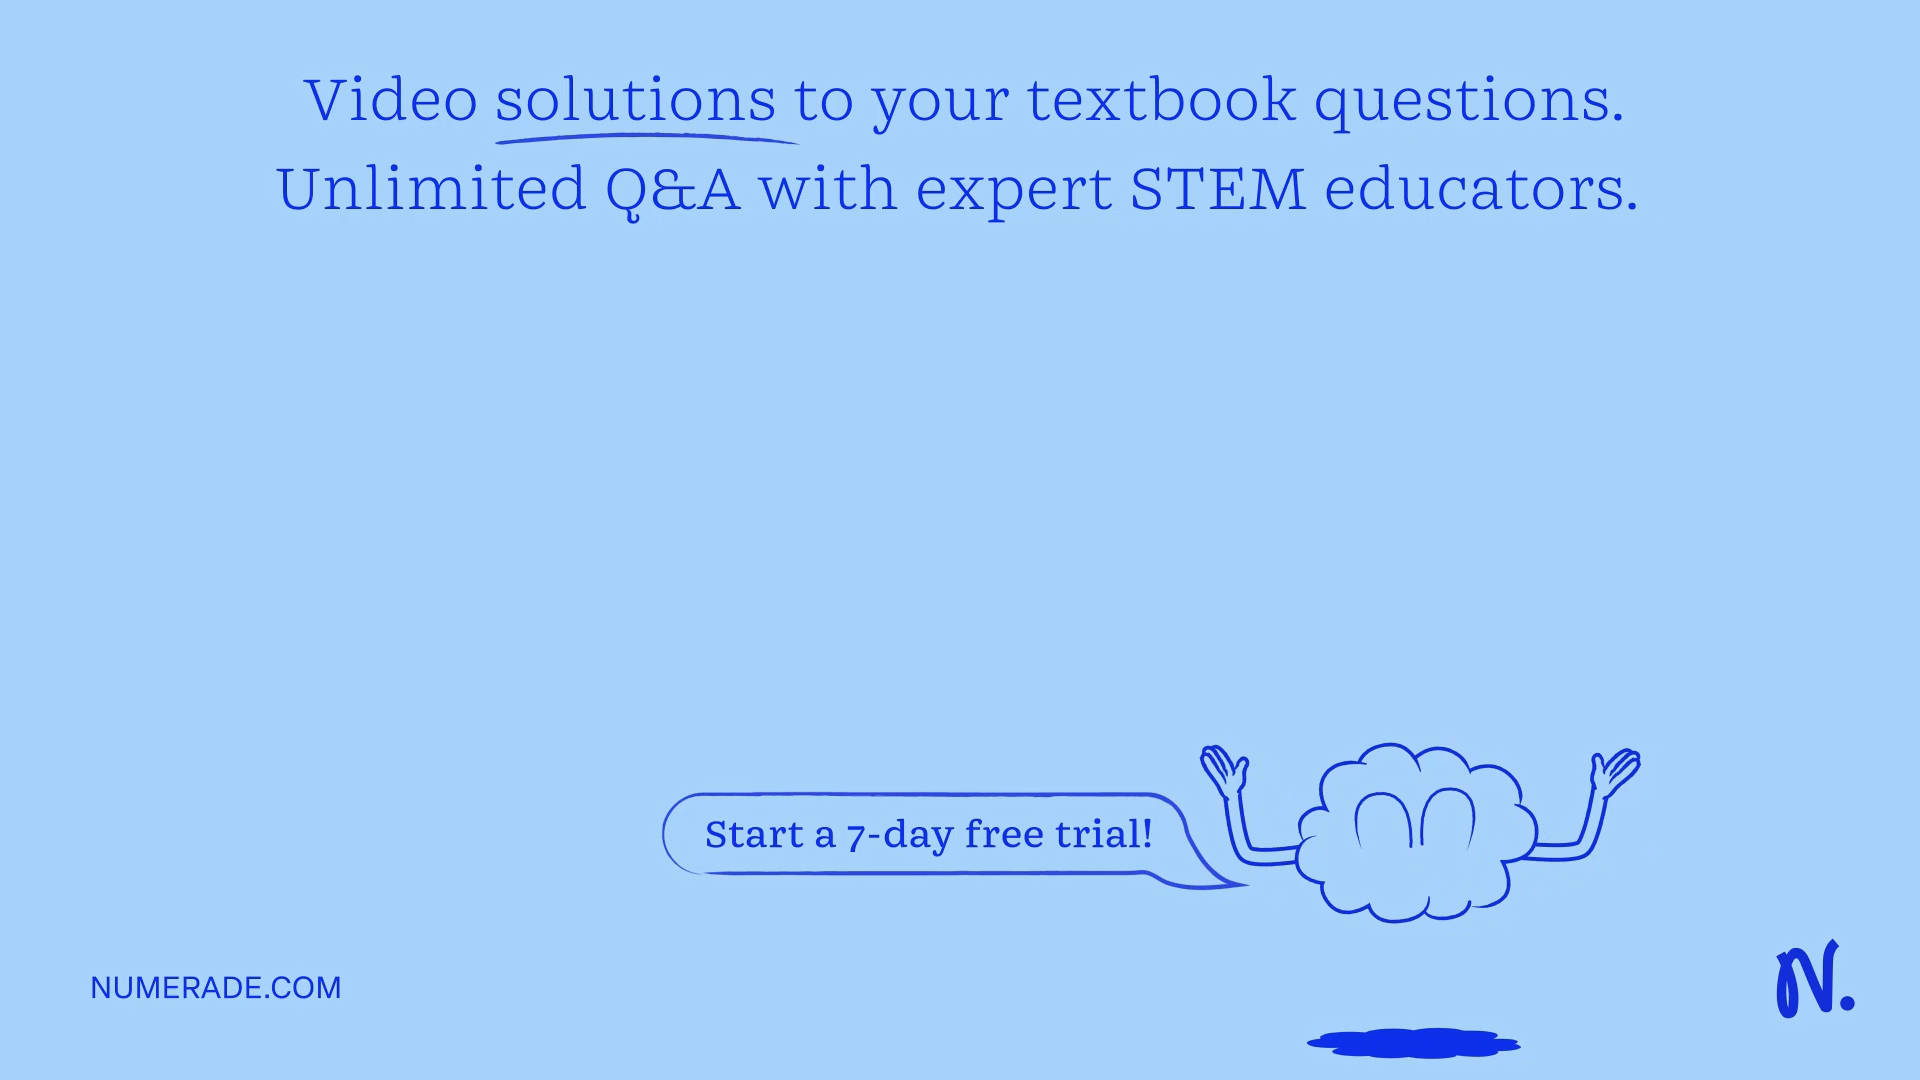 Video solutions to your textbook questions.
Unlimited Q&A with expert STEM educators.
Start a 7-day free trial!
NUMERADE.COM
N.